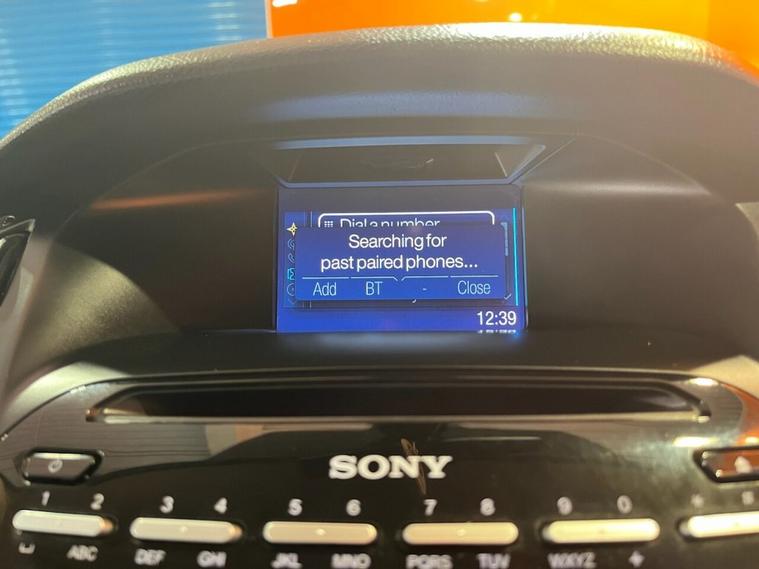 Dial a number
Searching for
past paired phones...
Add BT - Close
12:39
SONY
1 2 3 4 5 6 7 8 9 0 *
ABC DEF GHI JKL MNO PQRS TUV WXYZ +